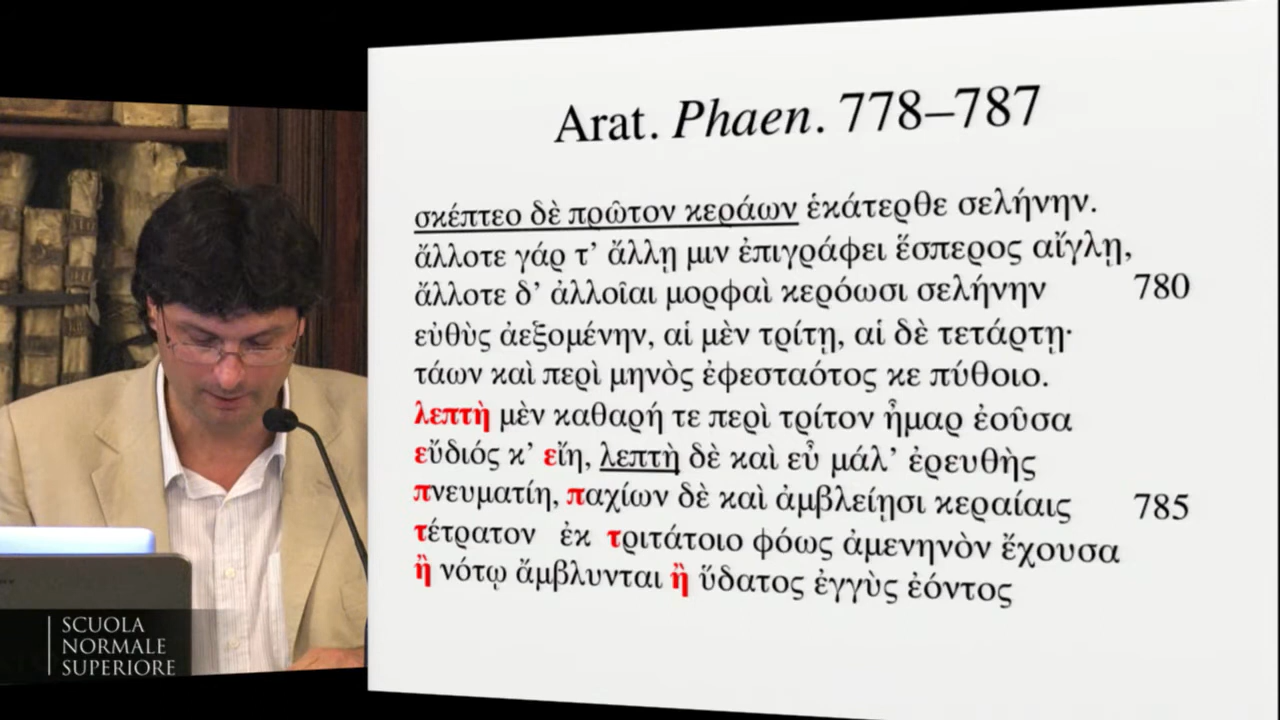 Arat. Phaen. 778–787
σκέπτεο δὲ πρῶτον κεράων ἑκάτερθε σελήνην.
ἄλλοτε γάρ τ’ ἄλλῃ μιν ἐπιγράφει ἕσπερος αἴγλῃ,
ἄλλοτε δ’ ἀλλοῖαι μορφαὶ κερόωσι σελήνην 780
εὐθὺς ἀεξομένην, αἱ μὲν τρίτῃ, αἱ δὲ τετάρτῃ·
τάων καὶ περὶ μηνὸς ἐφεσταότος κε πύθοιο.
λεπτὴ μὲν καθαρή τε περὶ τρίτον ἦμαρ ἐοῦσα
εὔδιός κ’ εἴη, λεπτὴ δὲ καὶ εὖ μάλ’ ἐρευθὴς
πνευματίη, παχίων δὲ καὶ ἀμβλείῃσι κεραίαις 785
τέτρατον ἐκ τριτάτοιο φόως ἀμενηνὸν ἔχουσα
ἢ νότῳ ἄμβλυνται ἢ ὕδατος ἐγγὺς ἐόντος
SCUOLA
NORMALE
SUPERIORE